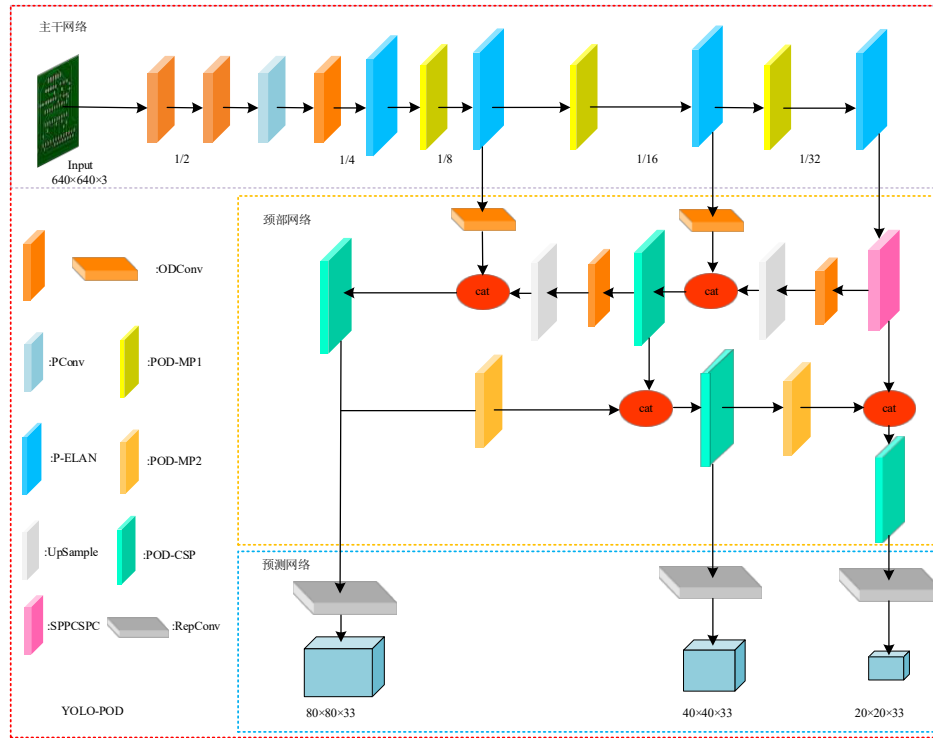 主干网络
Input
640×640×3
1/2
1/4
1/8
1/16
1/32
颈部网络
:ODConv
cat
cat
:PConv
:POD-MP1
cat
cat
:P-ELAN
:POD-MP2
:UpSample
:POD-CSP
预测网络
:SPPCSPC
:RepConv
YOLO-POD
80×80×33
40×40×33
20×20×33